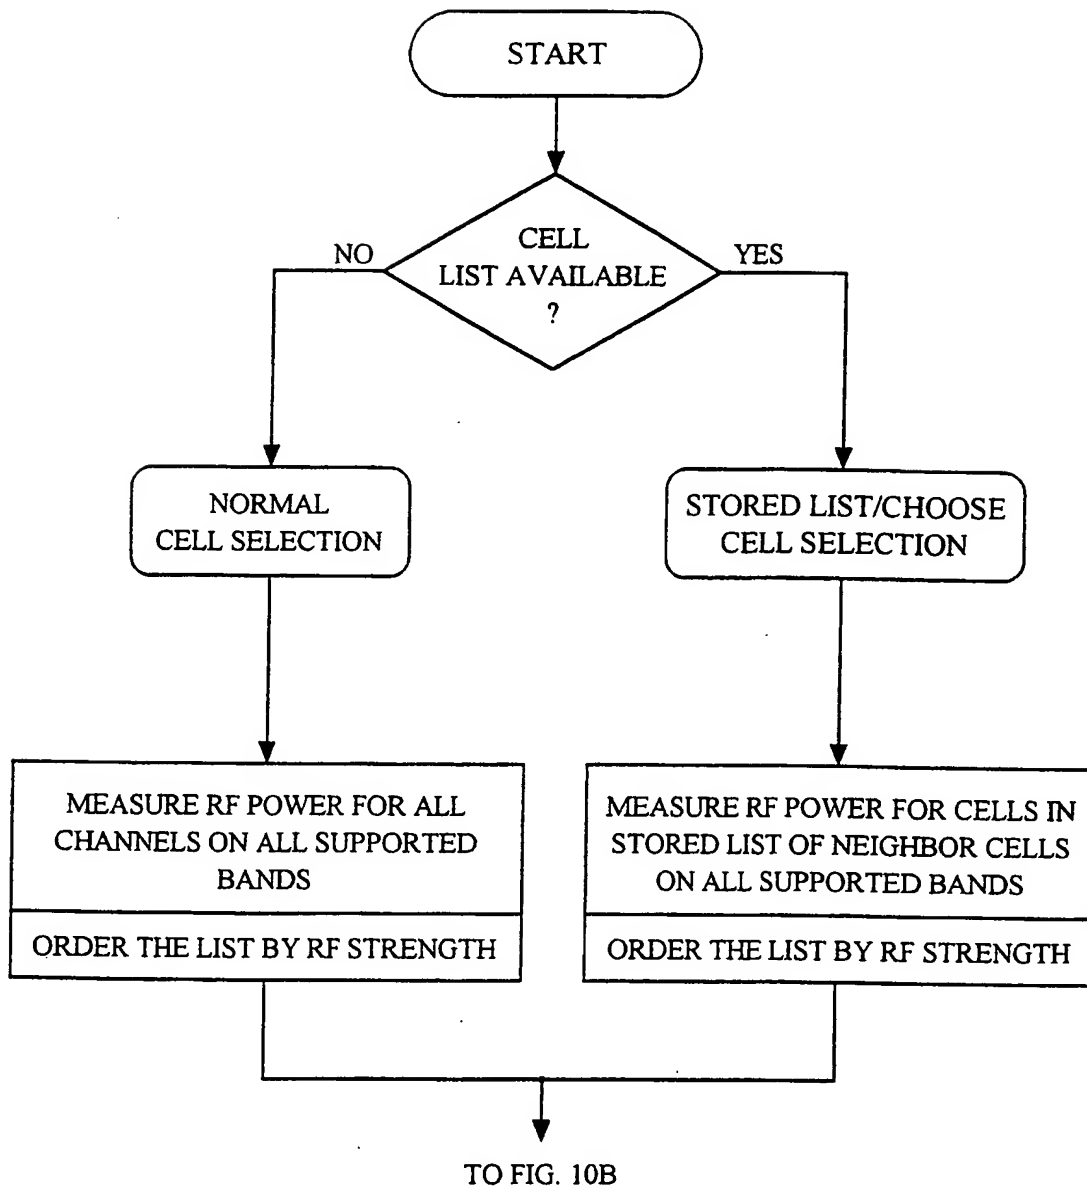 START
CELL
LIST AVAILABLE
?
NO
YES
NORMAL
CELL SELECTION
STORED LIST/CHOOSE
CELL SELECTION
MEASURE RF POWER FOR ALL
CHANNELS ON ALL SUPPORTED
BANDS
ORDER THE LIST BY RF STRENGTH
MEASURE RF POWER FOR CELLS IN
STORED LIST OF NEIGHBOR CELLS
ON ALL SUPPORTED BANDS
ORDER THE LIST BY RF STRENGTH
TO FIG. 10B